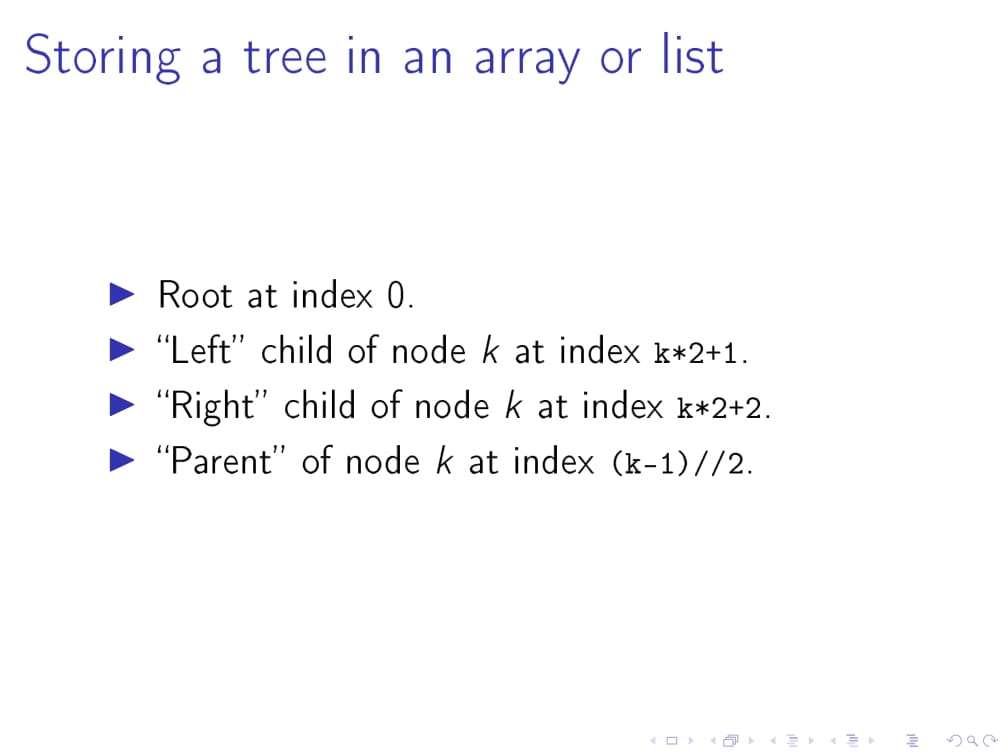 Storing a tree in an array or list
Root at index 0.
“Left” child of node k at index k*2+1.
“Right” child of node k at index k*2+2.
“Parent” of node k at index (k-1)//2.